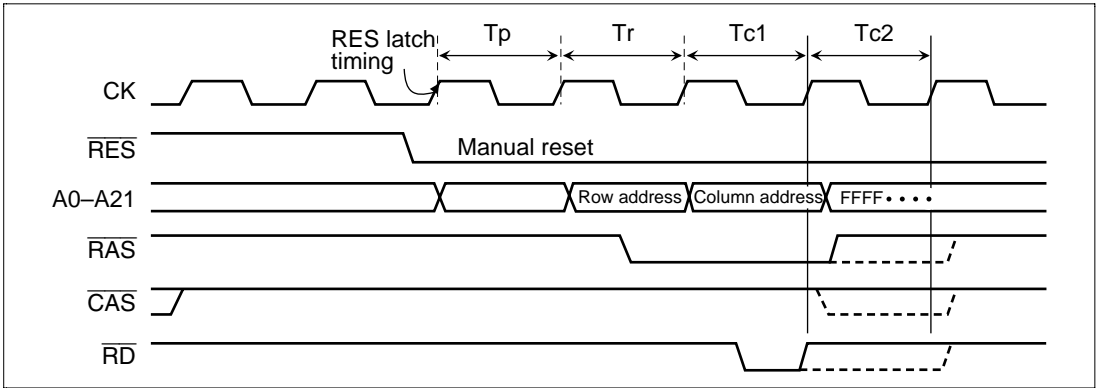 RES latch
timing
Tp
Tr
Tc1
Tc2
CK
RES
Manual reset
A0–A21
Row address
Column address
FFFF • • • •
RAS
CAS
RD